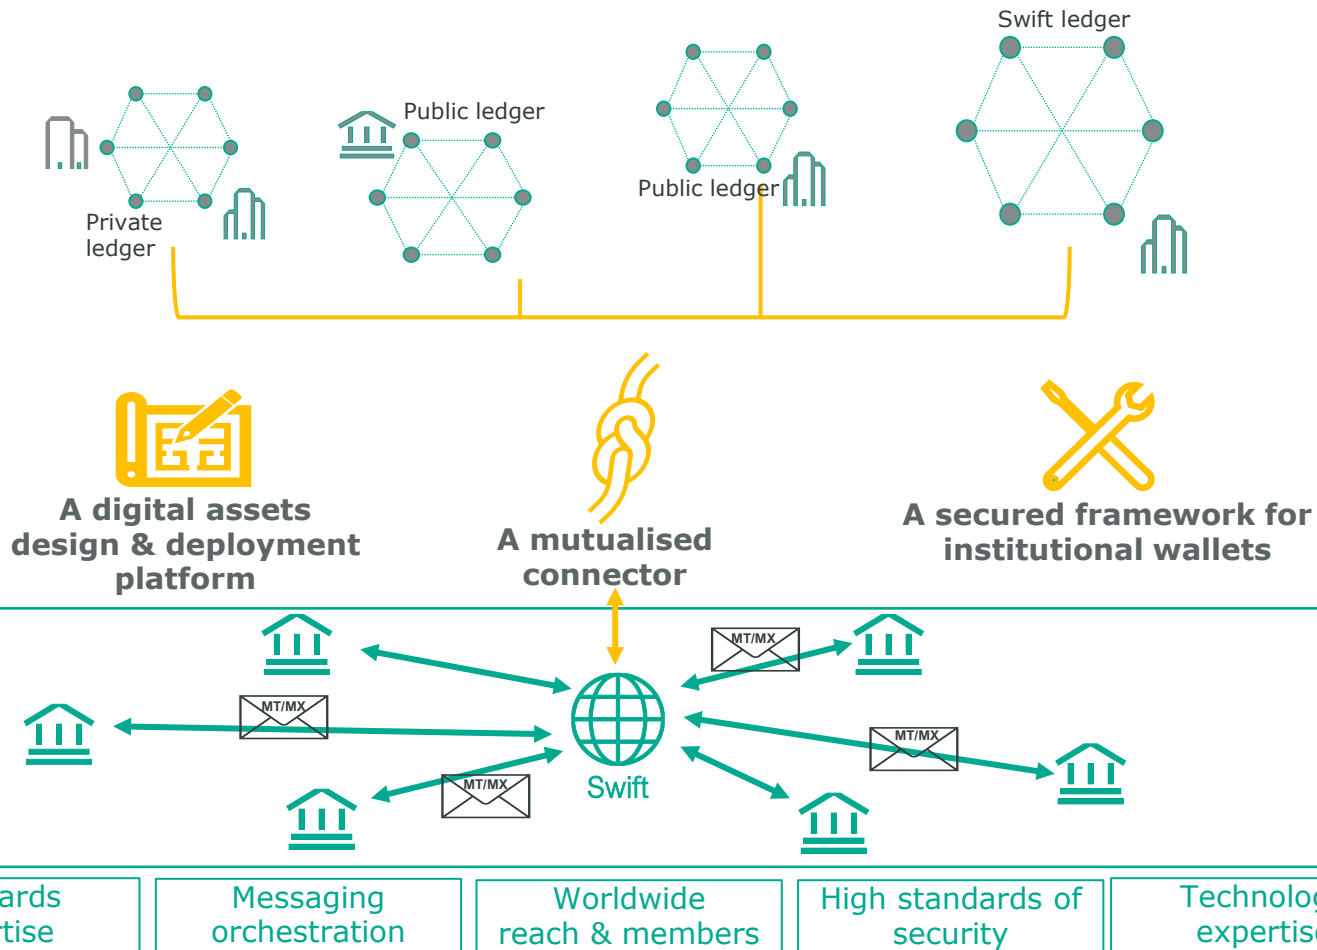 Swift ledger
Public ledger
Public ledger
Private
ledger
A digital assets
design & deployment
platform
A mutualised
connector
A secured framework for
institutional wallets
MT/MX
MT/MX
MT/MX
MT/MX
Swift
Messaging
orchestration
Worldwide
reach & members
High standards of
security
expertise